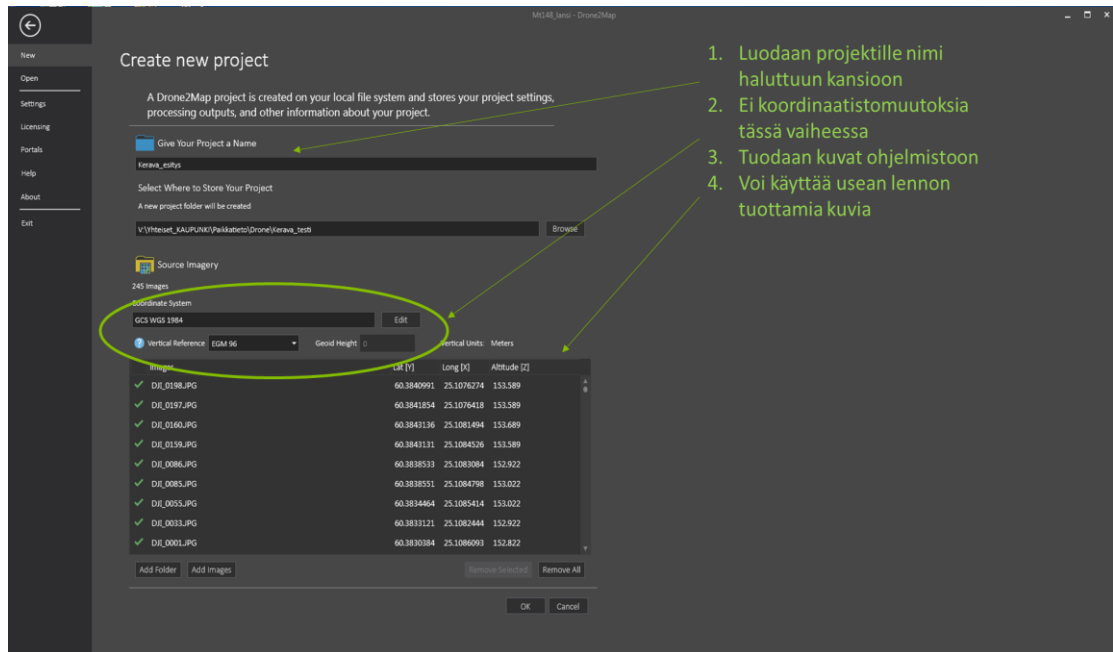 Mt148_lansi - Drone2Map
New
Open
Settings
Licensing
Portals
Help
About
Exit
Create new project
A Drone2Map project is created on your local file system and stores your project settings,
processing outputs, and other information about your project.
Give Your Project a Name
Kerava_esitys
Select Where to Store Your Project
A new project folder will be created
V:\Yhteiset_KAUPUNKI\Paikkatieto\Drone\Kerava_testi
Browse
Source Imagery
245 Images
Coordinate System
GCS WGS 1984
Edit
Vertical Reference EGM 96 Geoid Height 0 Vertical Units: Meters
Images Lat [Y] Long [X] Altitude [Z]
DJI_0198.JPG 60.3840991 25.1076274 153.589
DJI_0197.JPG 60.3841854 25.1076418 153.589
DJI_0160.JPG 60.3843136 25.1081494 153.689
DJI_0159.JPG 60.3843131 25.1084526 153.589
DJI_0086.JPG 60.3838533 25.1083084 152.922
DJI_0085.JPG 60.3838551 25.1084798 153.022
DJI_0055.JPG 60.3834464 25.1085414 153.022
DJI_0033.JPG 60.3833121 25.1082444 152.922
DJI_0001.JPG 60.3830384 25.1086093 152.822
Add Folder Add Images Remove Selected Remove All
OK Cancel
1. Luodaan projektille nimi
haluttuun kansioon
2. Ei koordinaatistomuutoksia
tässä vaiheessa
3. Tuodaan kuvat ohjelmistoon
4. Voi käyttää usean lennon
tuottamia kuvia